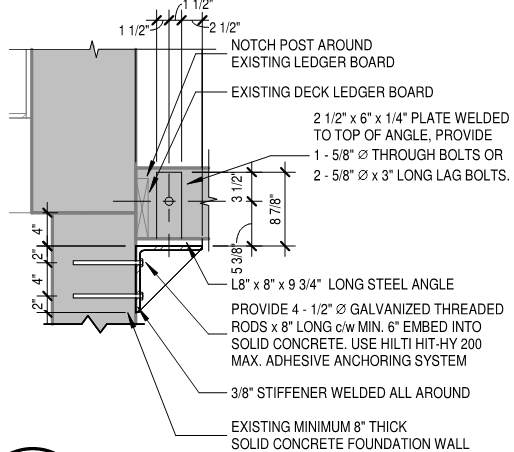 1 1/2"
1 1/2"
2 1/2"
NOTCH POST AROUND
EXISTING LEDGER BOARD
EXISTING DECK LEDGER BOARD
2 1/2" x 6" x 1/4" PLATE WELDED
TO TOP OF ANGLE, PROVIDE
1 - 5/8" Ø THROUGH BOLTS OR
2 - 5/8" Ø x 3" LONG LAG BOLTS.
3 1/2"
8 7/8"
5 3/8"
4"
2"
4"
2"
L8" x 8" x 9 3/4" LONG STEEL ANGLE
PROVIDE 4 - 1/2" Ø GALVANIZED THREADED
RODS x 8" LONG c/w MIN. 6" EMBED INTO
SOLID CONCRETE. USE HILTI HIT-HY 200
MAX. ADHESIVE ANCHORING SYSTEM
3/8" STIFFENER WELDED ALL AROUND
EXISTING MINIMUM 8" THICK
SOLID CONCRETE FOUNDATION WALL